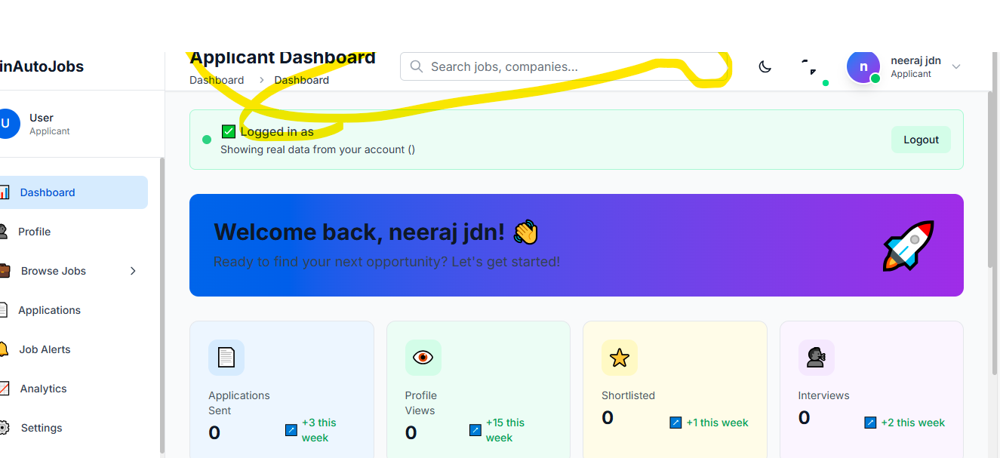 inAutoJobs
Applicant Dashboard
Search jobs, companies...
n
neeraj jdn
Applicant
Dashboard > Dashboard
U
User
Applicant
✅ Logged in as
Showing real data from your account ()
Logout
Dashboard
Profile
Browse Jobs
Applications
Job Alerts
Analytics
Settings
Welcome back, neeraj jdn! 👋
Ready to find your next opportunity? Let's get started!
Applications
Sent
0
+3 this
week
Profile
Views
0
+15 this
week
Shortlisted
0
+1 this week
Interviews
0
+2 this week